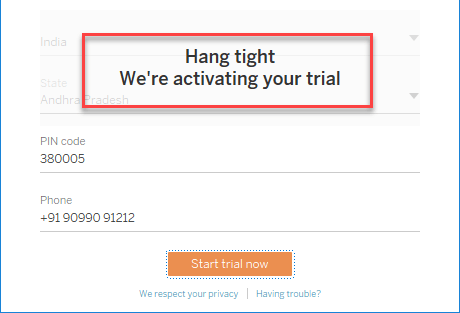 India
Hang tight
We're activating your trial
State
Andhra Pradesh
PIN code
380005
Phone
+91 90990 91212
Start trial now
We respect your privacy | Having trouble?